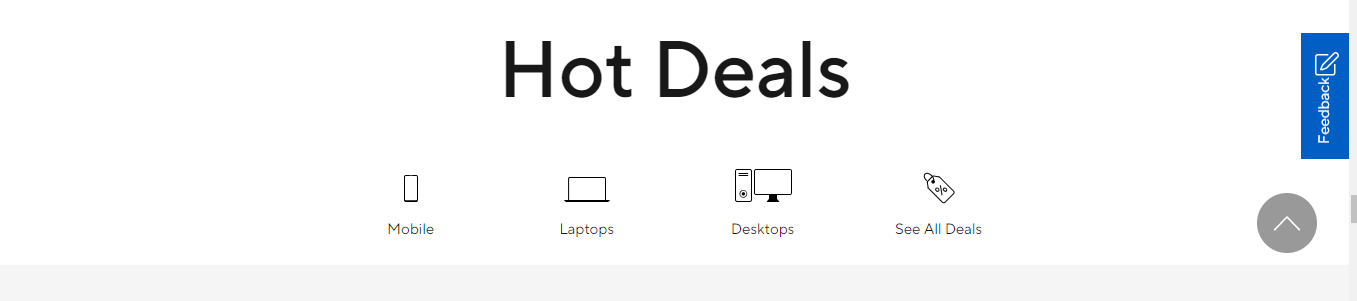 Hot Deals
Feedback
Mobile
Laptops
Desktops
See All Deals